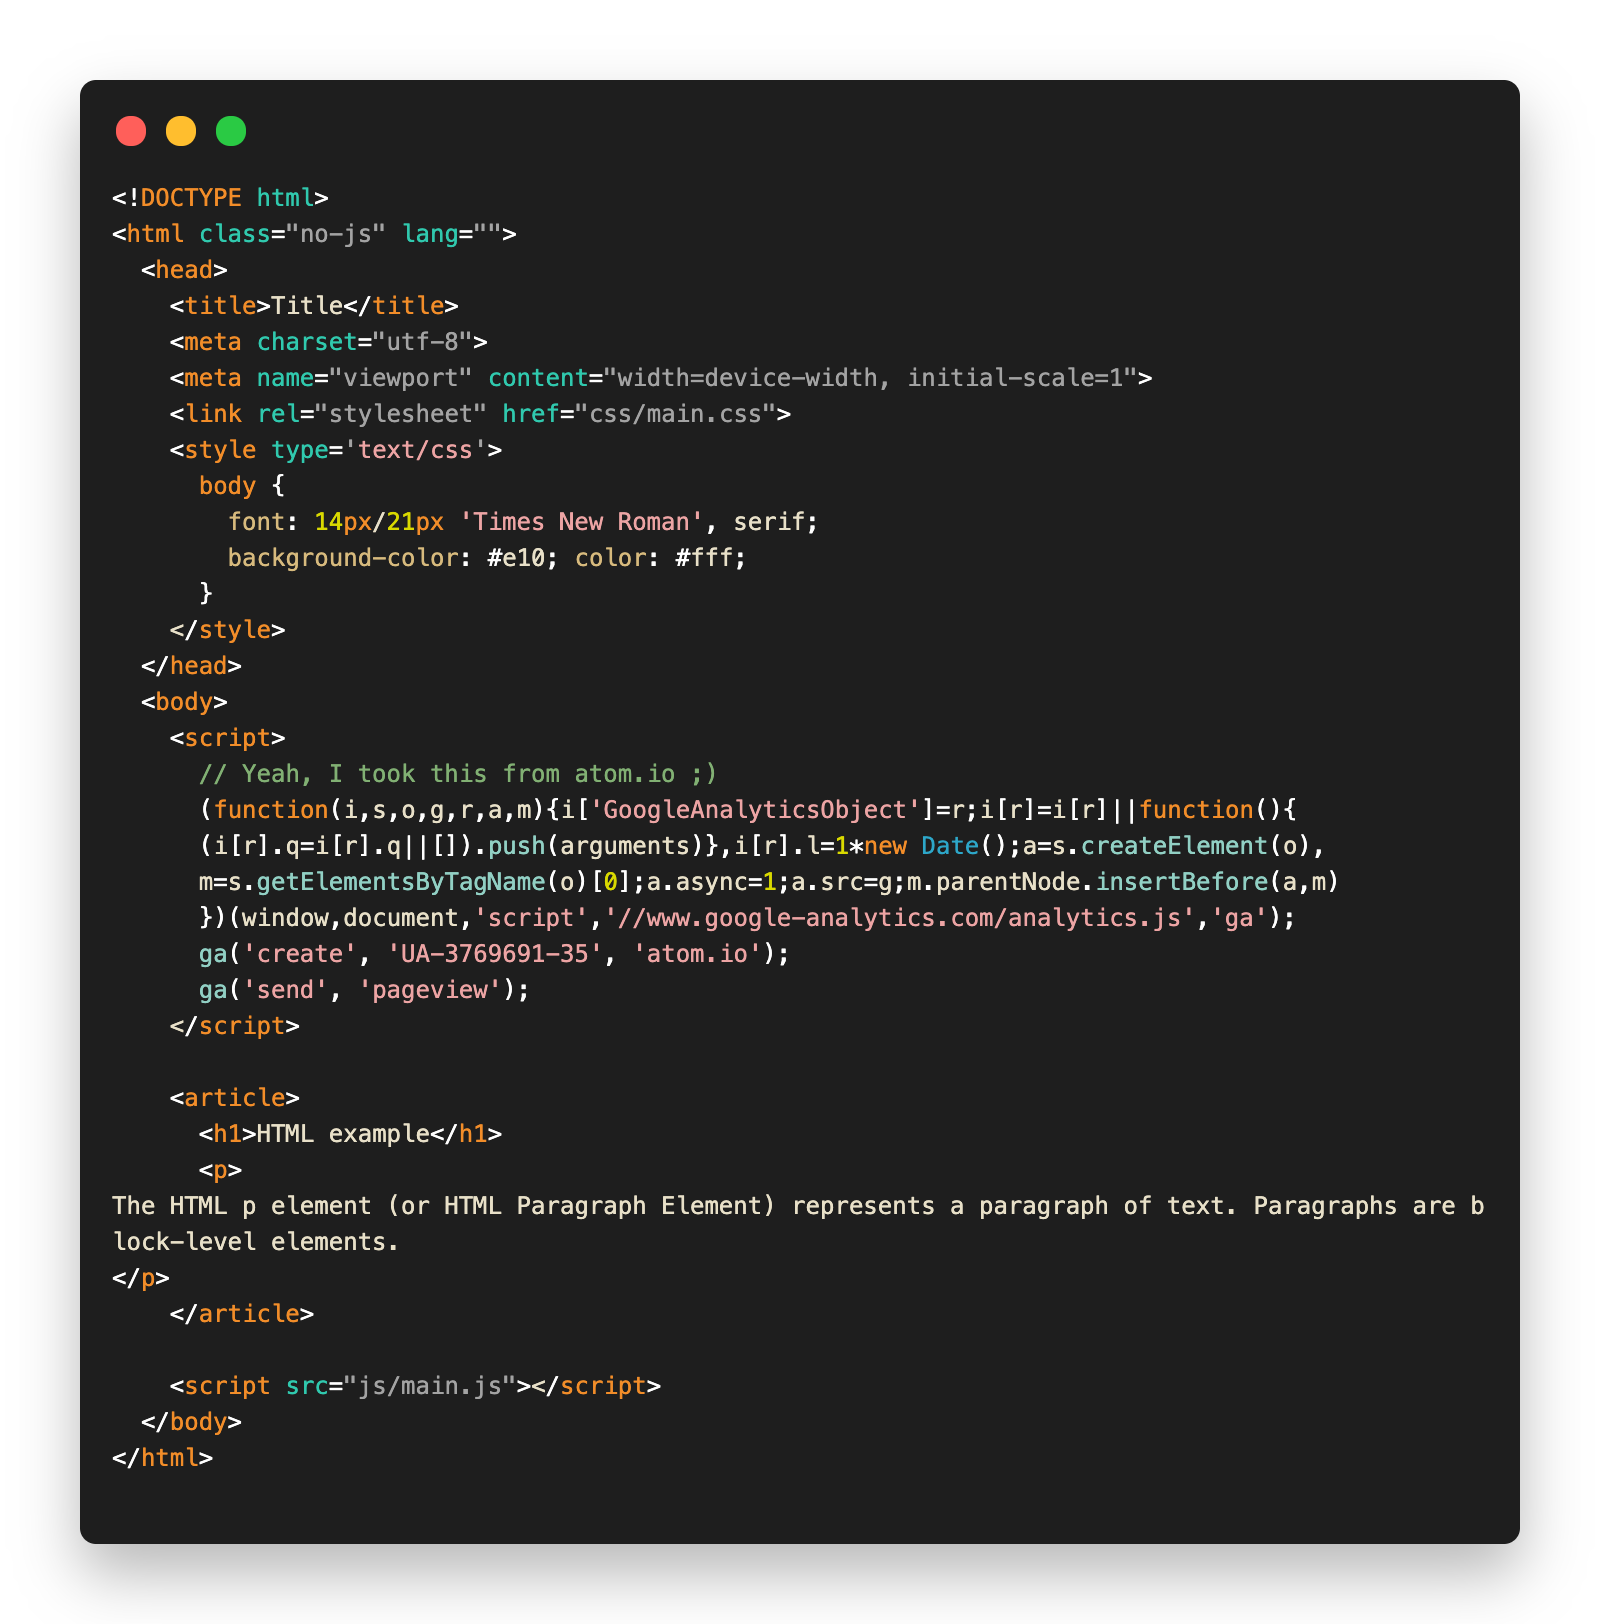 <!DOCTYPE html>
<html class="no-js" lang="">
  <head>
    <title>Title</title>
    <meta charset="utf-8">
    <meta name="viewport" content="width=device-width, initial-scale=1">
    <link rel="stylesheet" href="css/main.css">
    <style type='text/css'>
      body {
        font: 14px/21px 'Times New Roman', serif;
        background-color: #e10; color: #fff;
      }
    </style>
  </head>
  <body>
    <script>
      // Yeah, I took this from atom.io ;)
      (function(i,s,o,g,r,a,m){i['GoogleAnalyticsObject']=r;i[r]=i[r]||function(){
      (i[r].q=i[r].q||[]).push(arguments)},i[r].l=1*new Date();a=s.createElement(o),
      m=s.getElementsByTagName(o)[0];a.async=1;a.src=g;m.parentNode.insertBefore(a,m)
      })(window,document,'script','//www.google-analytics.com/analytics.js','ga');
      ga('create', 'UA-3769691-35', 'atom.io');
      ga('send', 'pageview');
    </script>

    <article>
      <h1>HTML example</h1>
      <p>
The HTML p element (or HTML Paragraph Element) represents a paragraph of text. Paragraphs are b
lock-level elements.
</p>
    </article>

    <script src="js/main.js"></script>
  </body>
</html>